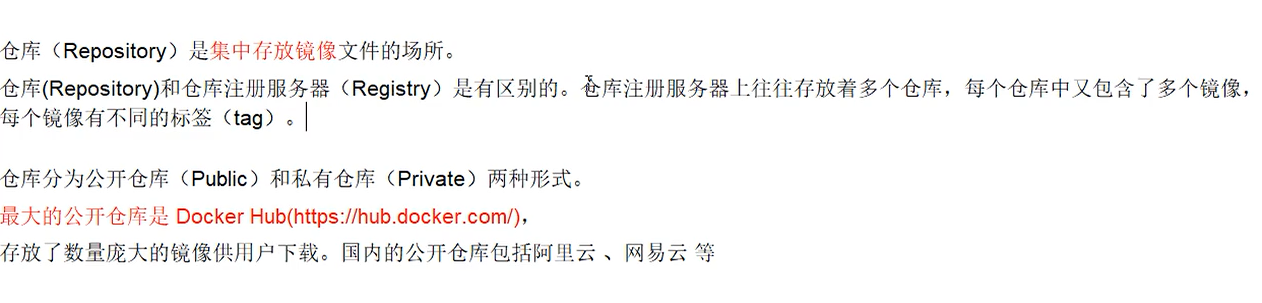 仓库（Repository）是集中存放镜像文件的场所。
仓库(Repository)和仓库注册服务器（Registry）是有区别的。仓库注册服务器上往往存放着多个仓库，每个仓库中又包含了多个镜像，
每个镜像有不同的标签（tag）。
仓库分为公开仓库（Public）和私有仓库（Private）两种形式。
最大的公开仓库是 Docker Hub(https://hub.docker.com/)，
存放了数量庞大的镜像供用户下载。国内的公开仓库包括阿里云 、网易云 等